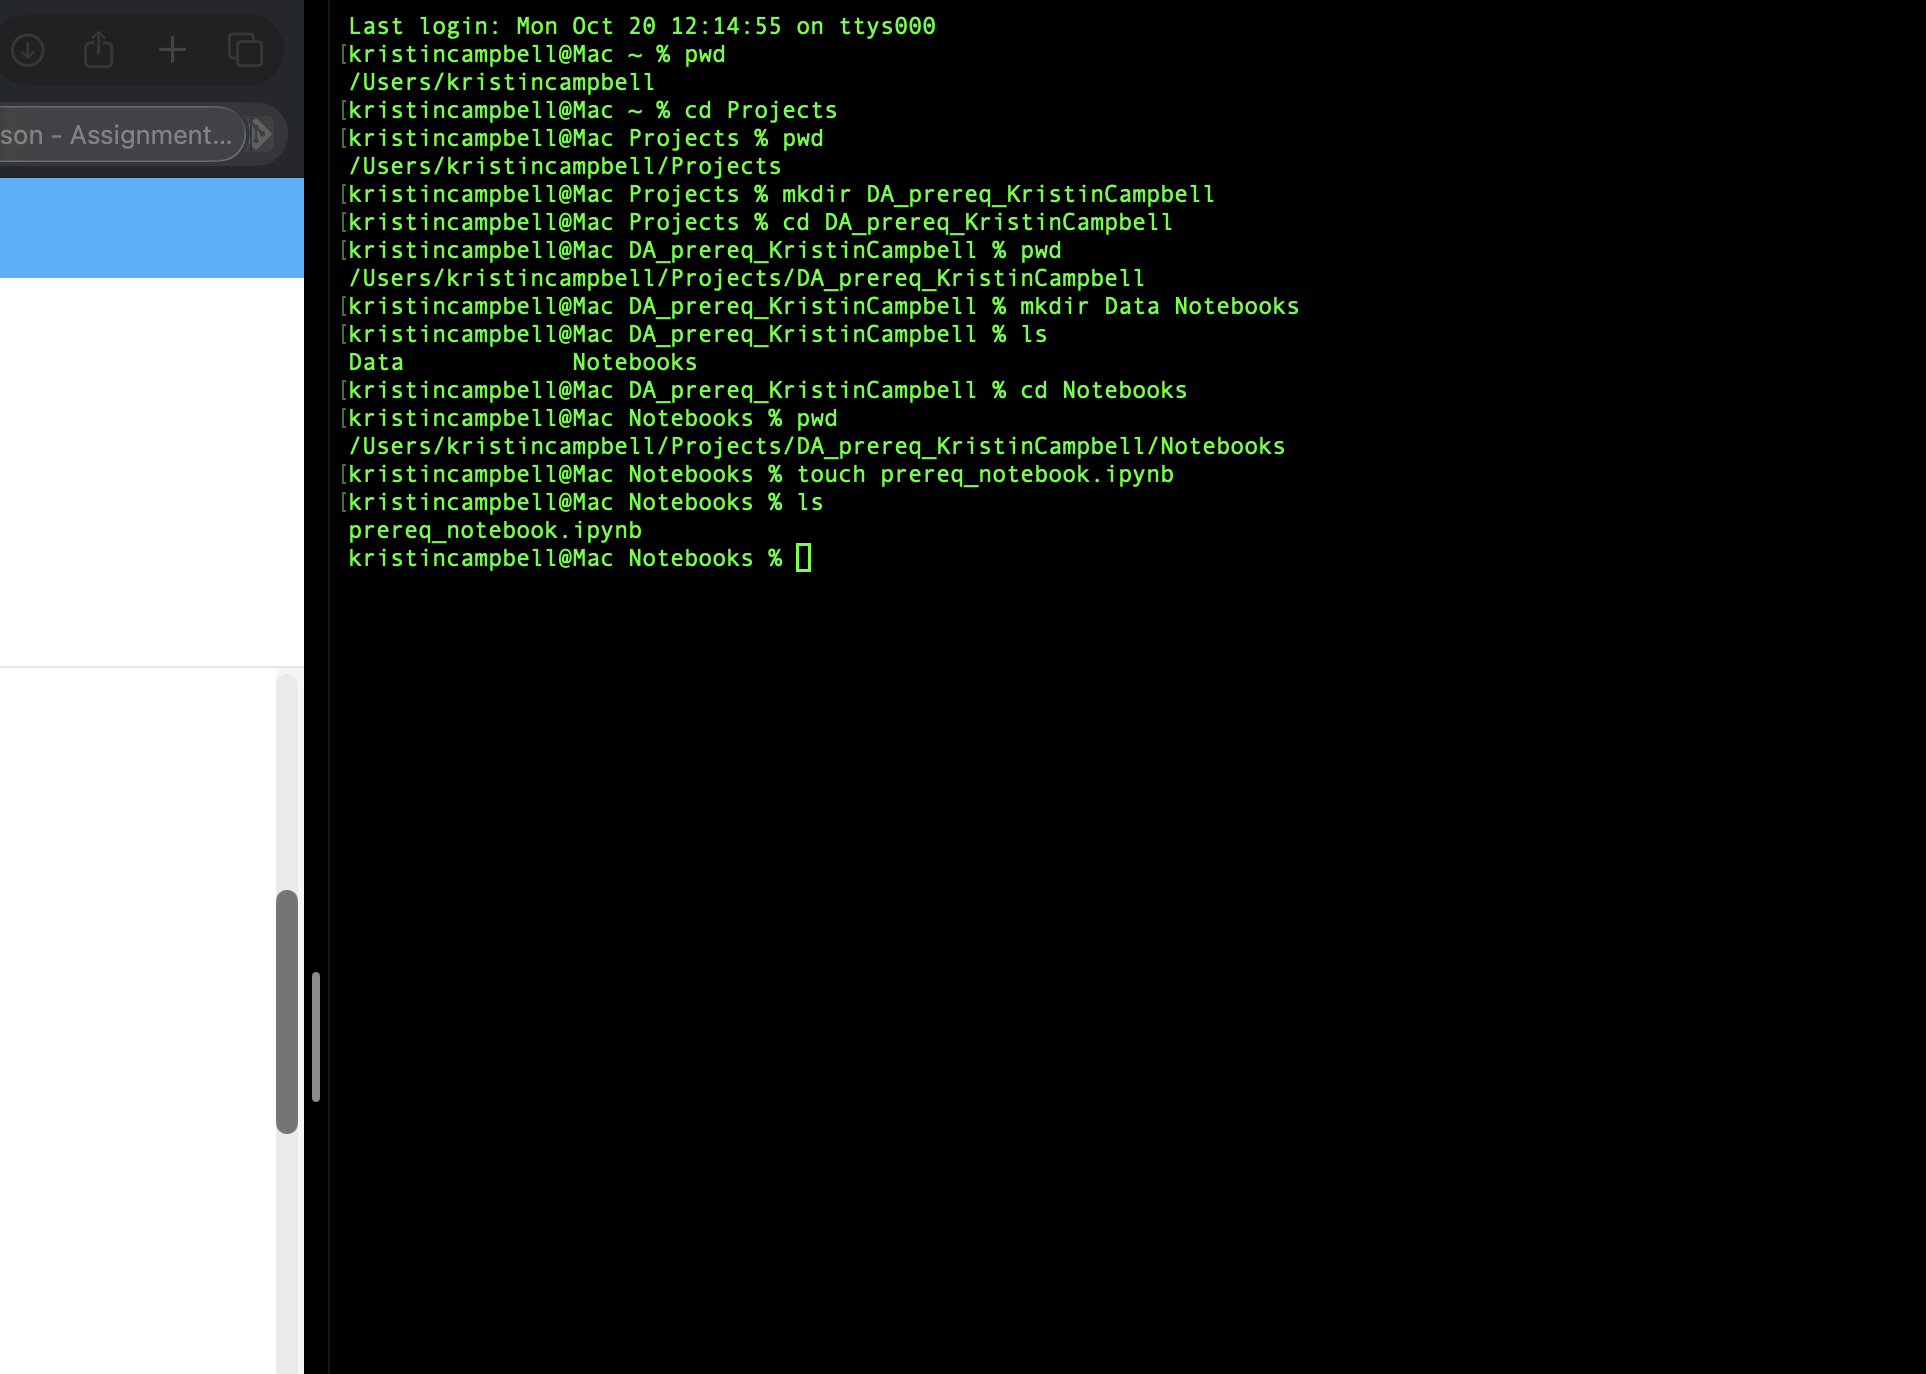 son - Assignment...
Last login: Mon Oct 20 12:14:55 on ttys000
[kristincampbell@Mac ~ % pwd
/Users/kristincampbell
[kristincampbell@Mac ~ % cd Projects
[kristincampbell@Mac Projects % pwd
/Users/kristincampbell/Projects
[kristincampbell@Mac Projects % mkdir DA_prereq_KristinCampbell
[kristincampbell@Mac Projects % cd DA_prereq_KristinCampbell
[kristincampbell@Mac DA_prereq_KristinCampbell % pwd
/Users/kristincampbell/Projects/DA_prereq_KristinCampbell
[kristincampbell@Mac DA_prereq_KristinCampbell % mkdir Data Notebooks
[kristincampbell@Mac DA_prereq_KristinCampbell % ls
Data Notebooks
[kristincampbell@Mac DA_prereq_KristinCampbell % cd Notebooks
[kristincampbell@Mac Notebooks % pwd
/Users/kristincampbell/Projects/DA_prereq_KristinCampbell/Notebooks
[kristincampbell@Mac Notebooks % touch prereq_notebook.ipynb
[kristincampbell@Mac Notebooks % ls
prereq_notebook.ipynb
kristincampbell@Mac Notebooks %